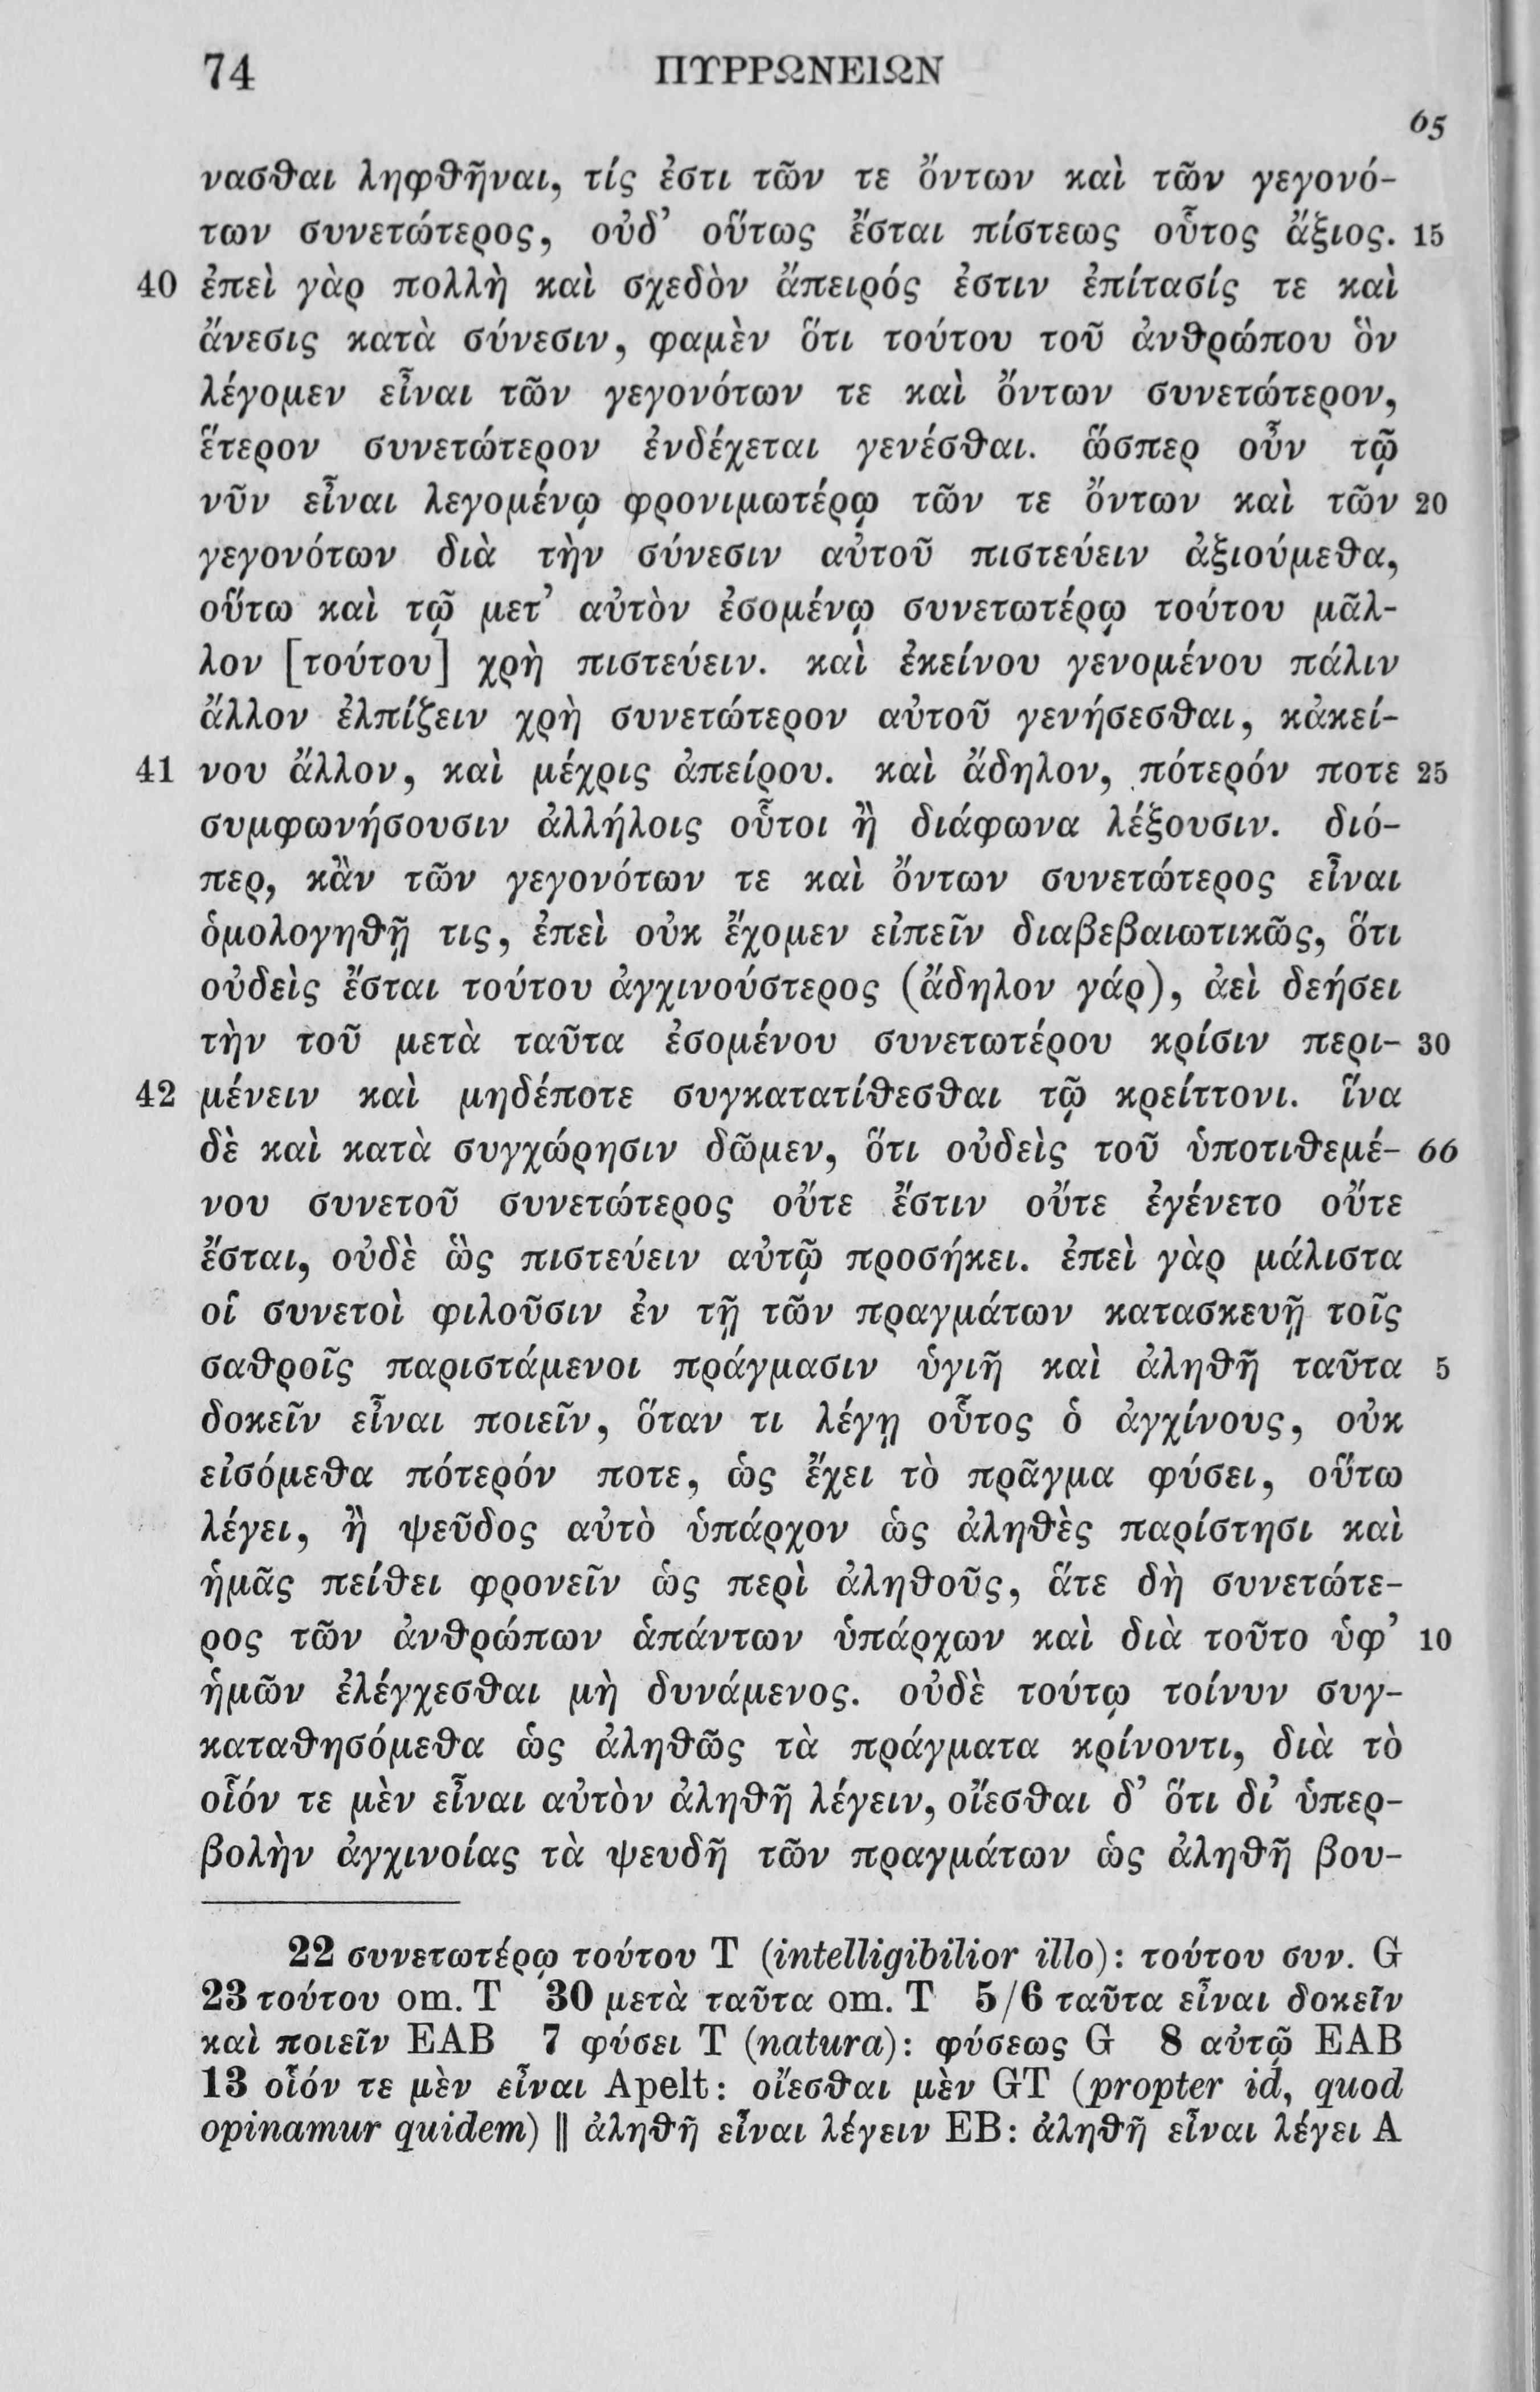 74 ΠΥΡΡΩΝΕΙΩΝ
65
νασθαι ληφθῆναι, τίς ἐστι τῶν τε ὄντων καὶ τῶν γεγονό-
των συνετώτερος, οὐδ’ οὕτως ἔσται πίστεως οὗτος ἄξιος. 15
40 ἐπεὶ γὰρ πολλὴ καὶ σχεδὸν ἄπειρός ἐστιν ἐπίτασίς τε καὶ
ἄνεσις κατὰ σύνεσιν, φαμὲν ὅτι τούτου τοῦ ἀνθρώπου ὃν
λέγομεν εἶναι τῶν γεγονότων τε καὶ ὄντων συνετώτερον,
ἕτερον συνετώτερον ἐνδέχεται γενέσθαι. ὥσπερ οὖν τῷ
νῦν εἶναι λεγομένῳ φρονιμωτέρῳ τῶν τε ὄντων καὶ τῶν 20
γεγονότων διὰ τὴν σύνεσιν αὐτοῦ πιστεύειν ἀξιούμεθα,
οὕτω καὶ τῷ μετ’ αὐτὸν ἐσομένῳ συνετωτέρῳ τούτου μᾶλ-
λον [τούτου] χρὴ πιστεύειν. καὶ ἐκείνου γενομένου πάλιν
ἄλλον ἐλπίζειν χρὴ συνετώτερον αὐτοῦ γενήσεσθαι, κἀκεί-
41 νου ἄλλον, καὶ μέχρις ἀπείρου. καὶ ἄδηλον, πότερόν ποτε 25
συμφωνήσουσιν ἀλλήλοις οὗτοι ἢ διάφωνα λέξουσιν. διό-
περ, κἂν τῶν γεγονότων τε καὶ ὄντων συνετώτερος εἶναι
ὁμολογηθῇ τις, ἐπεὶ οὐκ ἔχομεν εἰπεῖν διαβεβαιωτικῶς, ὅτι
οὐδεὶς ἔσται τούτου ἀγχινούστερος (ἄδηλον γάρ), ἀεὶ δεήσει
τὴν τοῦ μετὰ ταῦτα ἐσομένου συνετωτέρου κρίσιν περι- 30
42 μένειν καὶ μηδέποτε συγκατατίθεσθαι τῷ κρείττονι. ἵνα
δὲ καὶ κατὰ συγχώρησιν δῶμεν, ὅτι οὐδεὶς τοῦ ὑποτιθεμέ- 66
νου συνετοῦ συνετώτερος οὔτε ἔστιν οὔτε ἐγένετο οὔτε
ἔσται, οὐδὲ ὣς πιστεύειν αὐτῷ προσήκει. ἐπεὶ γὰρ μάλιστα
οἱ συνετοὶ φιλοῦσιν ἐν τῇ τῶν πραγμάτων κατασκευῇ τοῖς
σαθροῖς παριστάμενοι πράγμασιν ὑγιῆ καὶ ἀληθῆ ταῦτα 5
δοκεῖν εἶναι ποιεῖν, ὅταν τι λέγῃ οὗτος ὁ ἀγχίνους, οὐκ
εἰσόμεθα πότερόν ποτε, ὡς ἔχει τὸ πρᾶγμα φύσει, οὕτω
λέγει, ἢ ψεῦδος αὐτὸ ὑπάρχον ὡς ἀληθὲς παρίστησι καὶ
ἡμᾶς πείθει φρονεῖν ὡς περὶ ἀληθοῦς, ἅτε δὴ συνετώτε-
ρος τῶν ἀνθρώπων ἁπάντων ὑπάρχων καὶ διὰ τοῦτο ὑφ’ 10
ἡμῶν ἐλέγχεσθαι μὴ δυνάμενος. οὐδὲ τούτῳ τοίνυν συγ-
καταθησόμεθα ὡς ἀληθῶς τὰ πράγματα κρίνοντι, διὰ τὸ
οἷόν τε μὲν εἶναι αὐτὸν ἀληθῆ λέγειν, οἴεσθαι δ’ ὅτι δι’ ὑπερ-
βολὴν ἀγχινοίας τὰ ψευδῆ τῶν πραγμάτων ὡς ἀληθῆ βου-
22 συνετωτέρῳ τούτου T (intelligibilior illo): τούτου συν. G
23 τούτου om. T 30 μετὰ ταῦτα om. T 5/6 ταῦτα εἶναι δοκεῖν
καὶ ποιεῖν EAB 7 φύσει T (natura): φύσεως G 8 αὐτῷ EAB
13 οἷόν τε μὲν εἶναι Apelt: οἴεσθαι μὲν GT (propter id, quod
opinamur quidem) || ἀληθῆ εἶναι λέγειν EB: ἀληθῆ εἶναι λέγει A